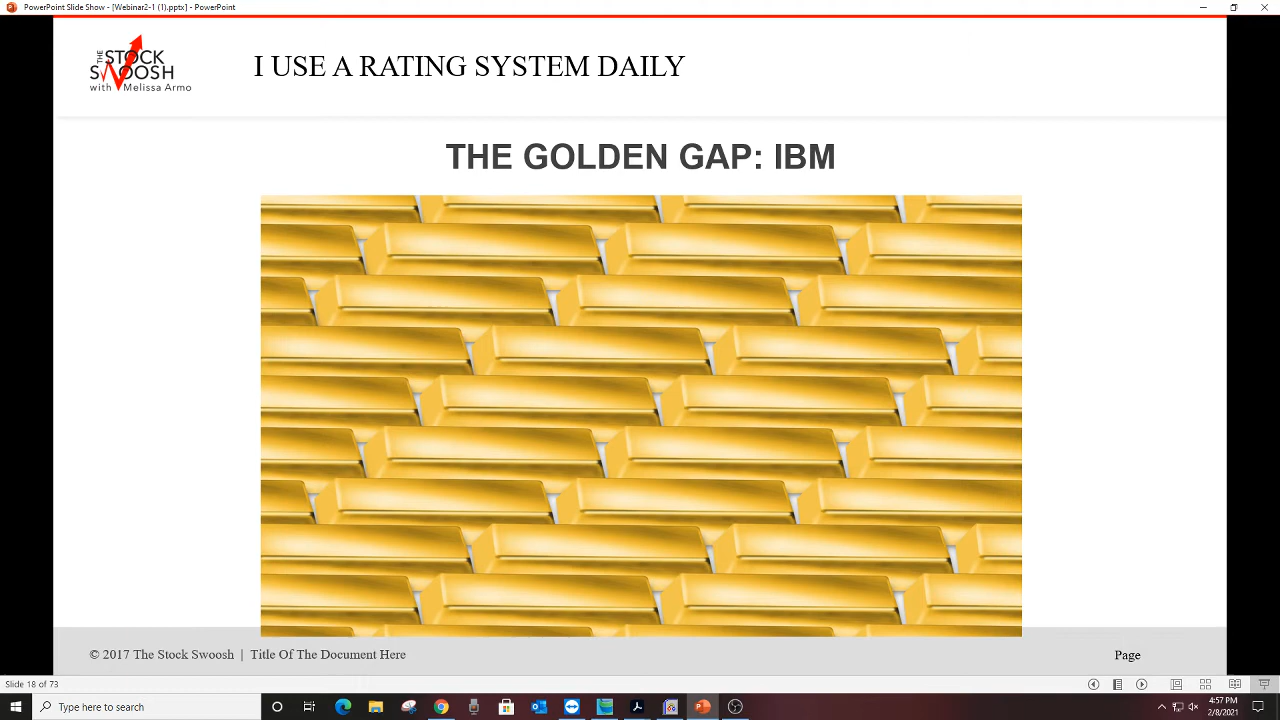 PowerPoint Slide Show - [Webinar2-1 (1).pptx] - PowerPoint
THE STOCK
SWOOSH
with Melissa Armo
I USE A RATING SYSTEM DAILY
THE GOLDEN GAP: IBM
© 2017 The Stock Swoosh | Title Of The Document Here
Page
Slide 18 of 73
Type here to search
4:57 PM
2/8/2021